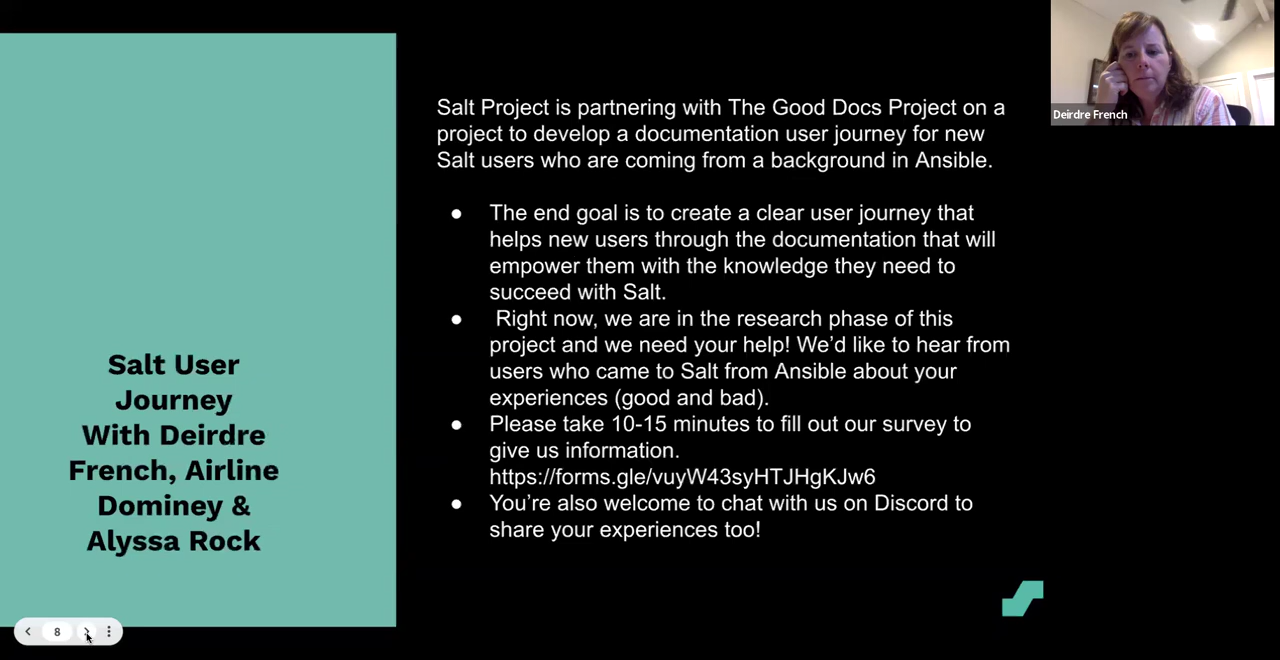 Salt User
Journey
With Deirdre
French, Airline
Dominey &
Alyssa Rock
Salt Project is partnering with The Good Docs Project on a
project to develop a documentation user journey for new
Salt users who are coming from a background in Ansible.
● The end goal is to create a clear user journey that
helps new users through the documentation that will
empower them with the knowledge they need to
succeed with Salt.
● Right now, we are in the research phase of this
project and we need your help! We’d like to hear from
users who came to Salt from Ansible about your
experiences (good and bad).
● Please take 10-15 minutes to fill out our survey to
give us information.
https://forms.gle/vuyW43syHTJHgKJw6
● You’re also welcome to chat with us on Discord to
share your experiences too!
Deirdre French
8